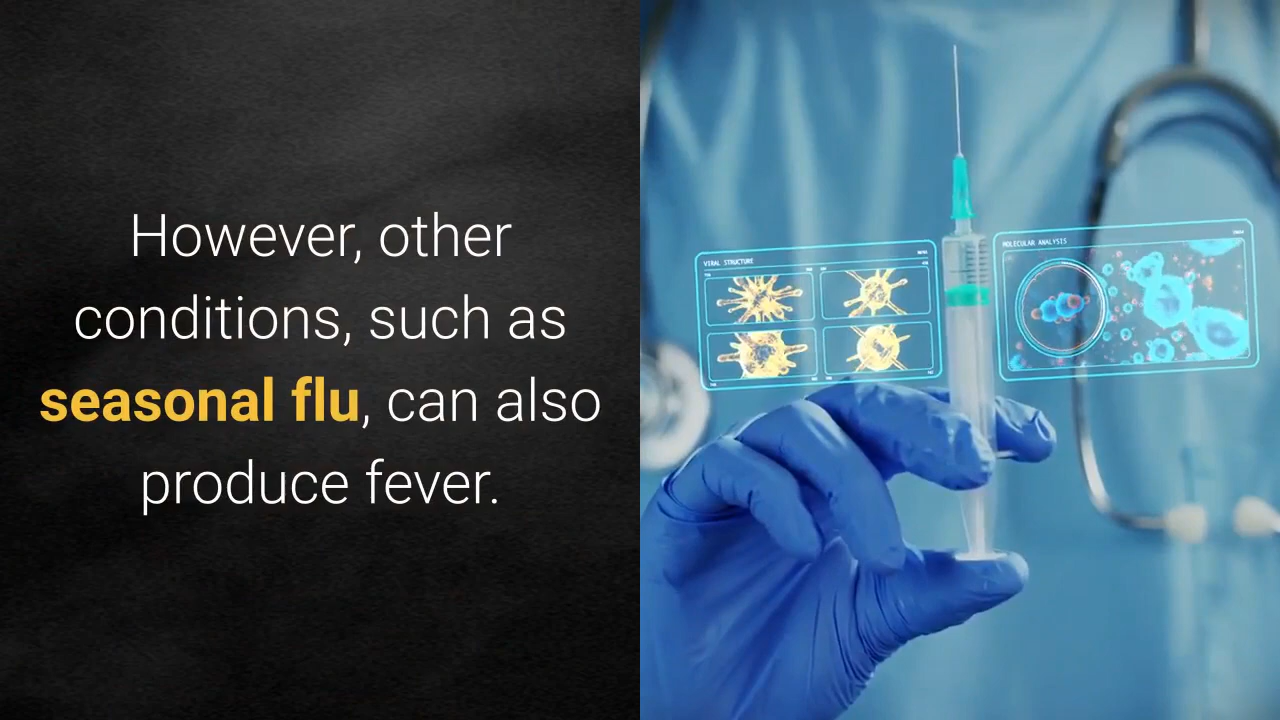 However, other
conditions, such as
seasonal flu, can also
produce fever.
VIRAL STRUCTURE
MOLECULAR ANALYSIS